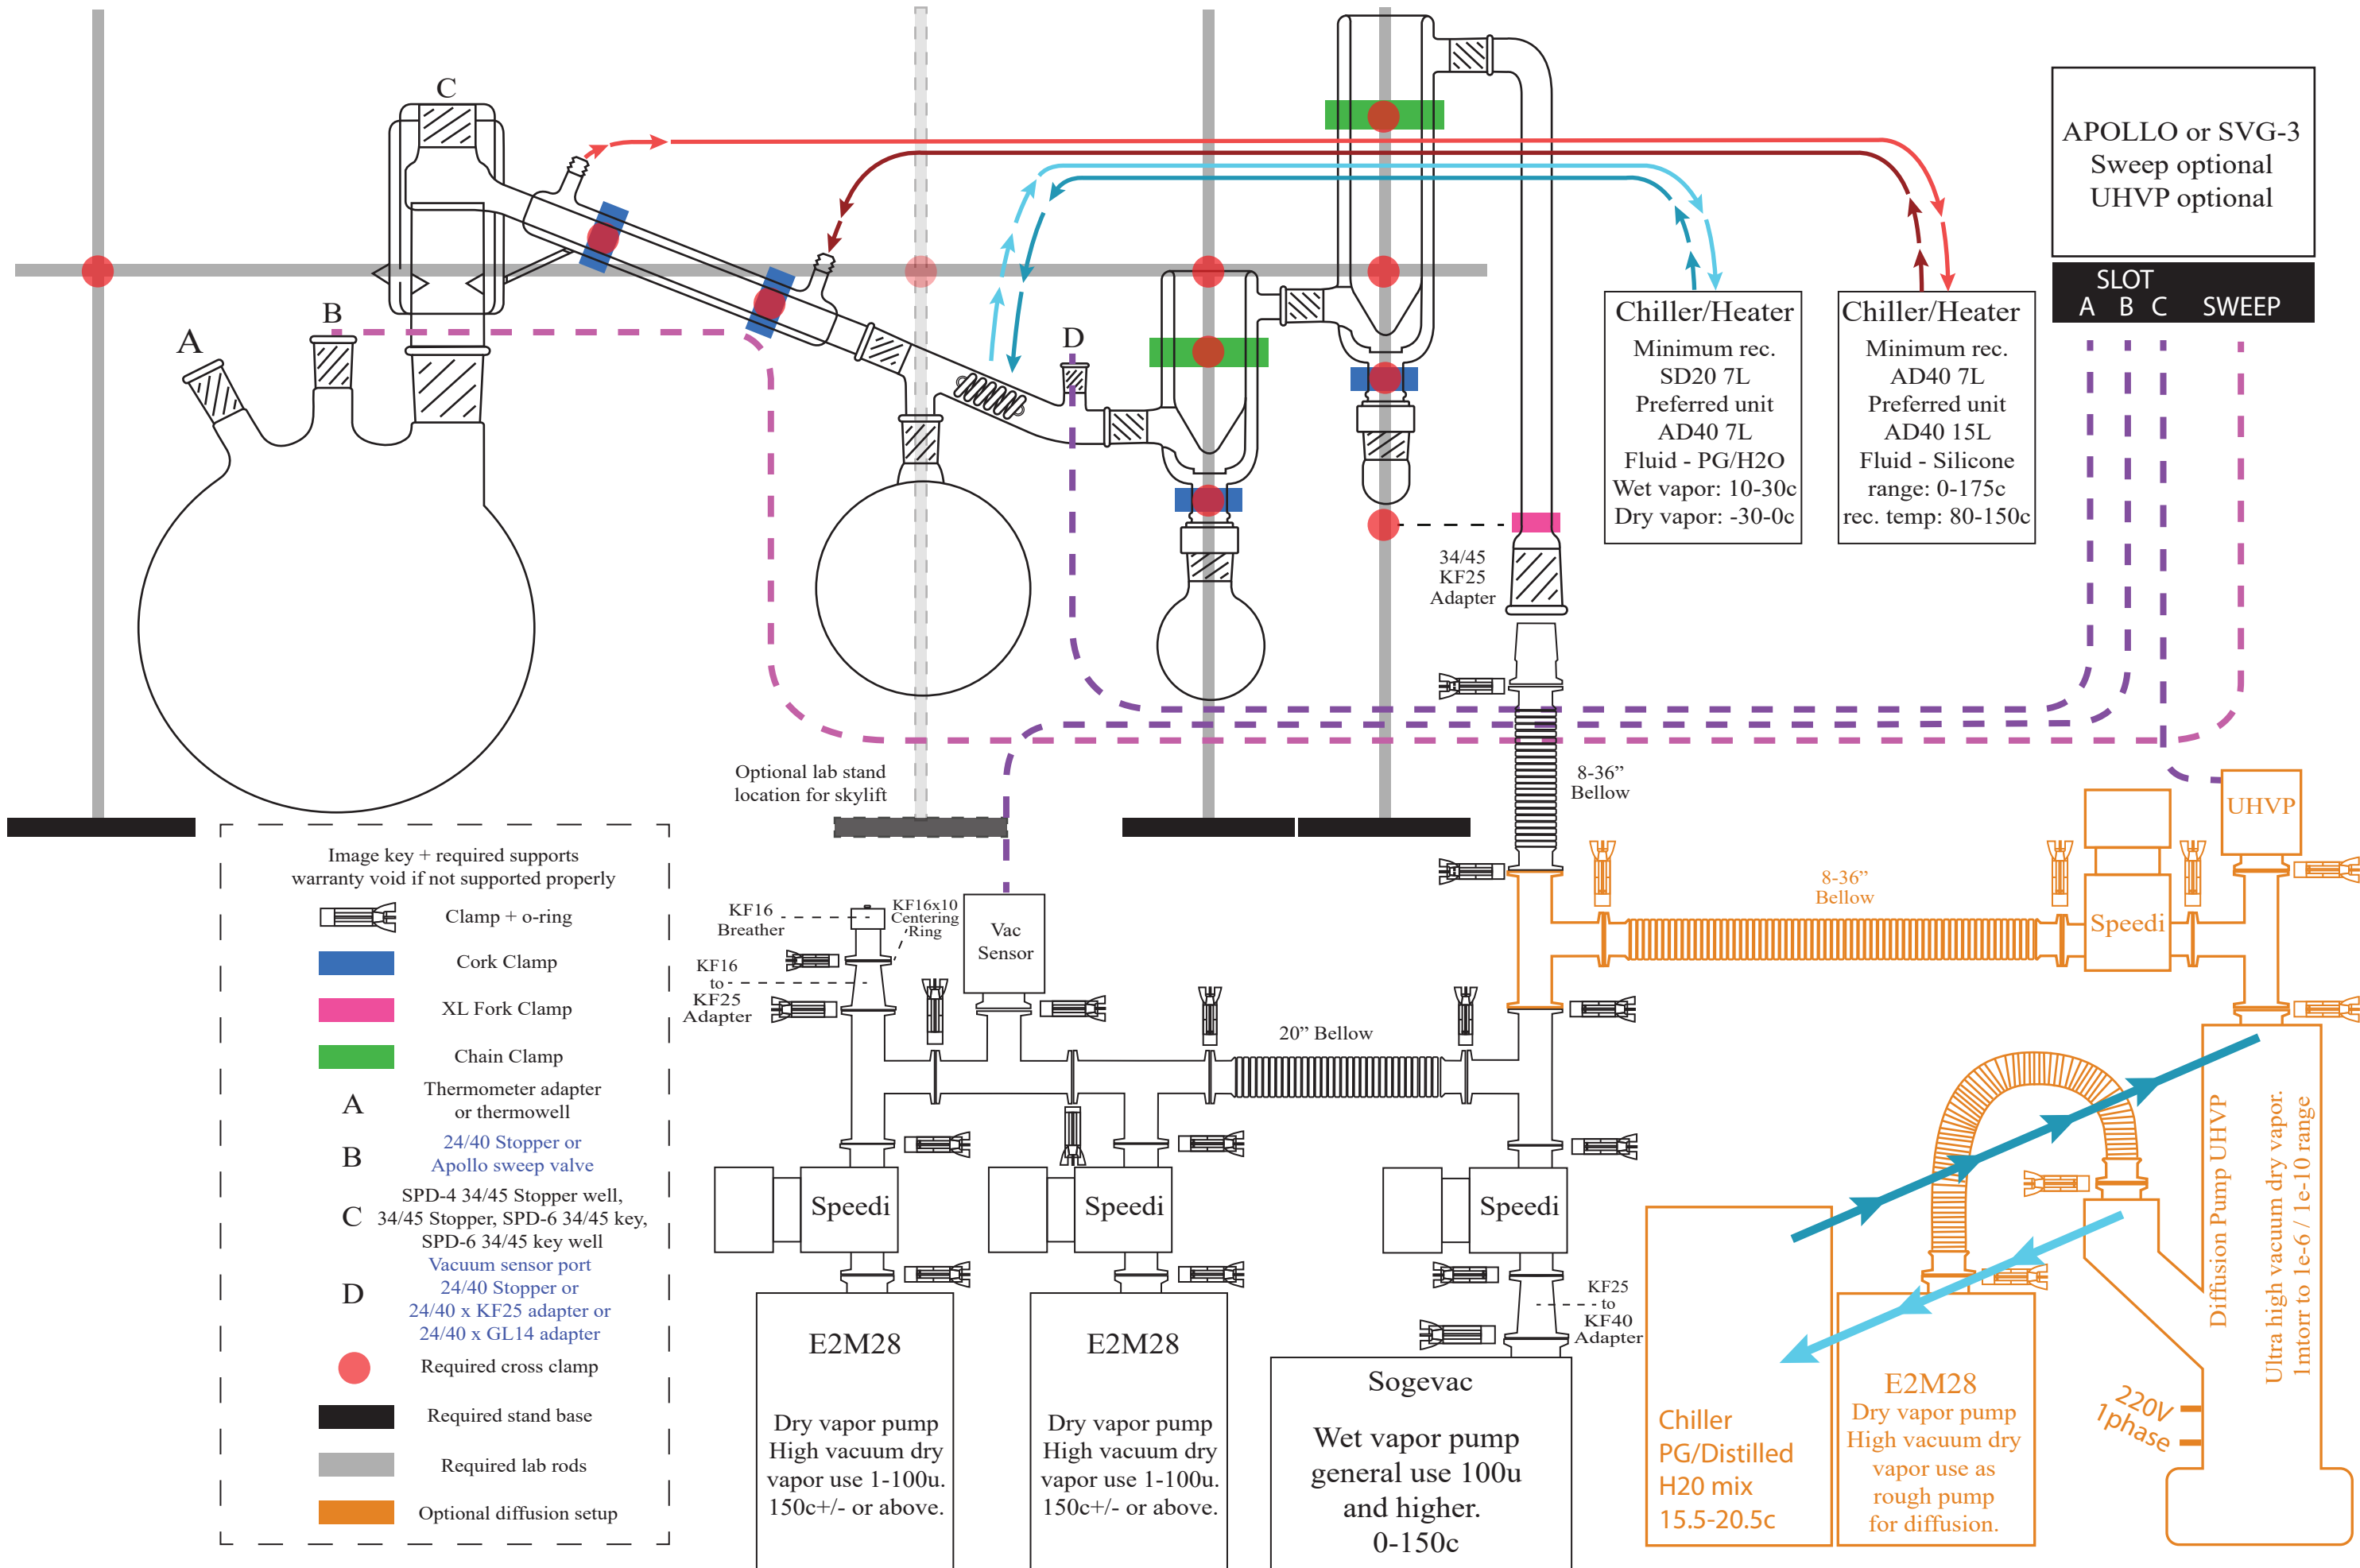 C
B
A
D
APOLLO or SVG-3
Sweep optional
UHVP optional
SLOT
A B C SWEEP
Chiller/Heater
Minimum rec.
SD20 7L
Preferred unit
AD40 7L
Fluid - PG/H2O
Wet vapor: 10-30c
Dry vapor: -30-0c
Chiller/Heater
Minimum rec.
AD40 7L
Preferred unit
AD40 15L
Fluid - Silicone
range: 0-175c
rec. temp: 80-150c
34/45
KF25
Adapter
Optional lab stand
location for skylift
8-36”
Bellow
UHVP
8-36”
Bellow
Speedi
Image key + required supports
warranty void if not supported properly
Clamp + o-ring
Cork Clamp
XL Fork Clamp
Chain Clamp
A
Thermometer adapter
or thermowell
B
24/40 Stopper or
Apollo sweep valve
C
SPD-4 34/45 Stopper well,
34/45 Stopper, SPD-6 34/45 key,
SPD-6 34/45 key well
D
Vacuum sensor port
24/40 Stopper or
24/40 x KF25 adapter or
24/40 x GL14 adapter
Required cross clamp
Required stand base
Required lab rods
Optional diffusion setup
KF16
Breather
KF16x10
Centering
Ring
KF16
to
KF25
Adapter
Vac
Sensor
20” Bellow
Speedi
Speedi
Speedi
KF25
to
KF40
Adapter
E2M28
Dry vapor pump
High vacuum dry
vapor use 1-100u.
150c+/- or above.
E2M28
Dry vapor pump
High vacuum dry
vapor use 1-100u.
150c+/- or above.
Sogevac
Wet vapor pump
general use 100u
and higher.
0-150c
Chiller
PG/Distilled
H20 mix
15.5-20.5c
E2M28
Dry vapor pump
High vacuum dry
vapor use as
rough pump
for diffusion.
220V
1phase
Diffusion Pump UHVP
Ultra high vacuum dry vapor.
1mtorr to 1e-6 / 1e-10 range